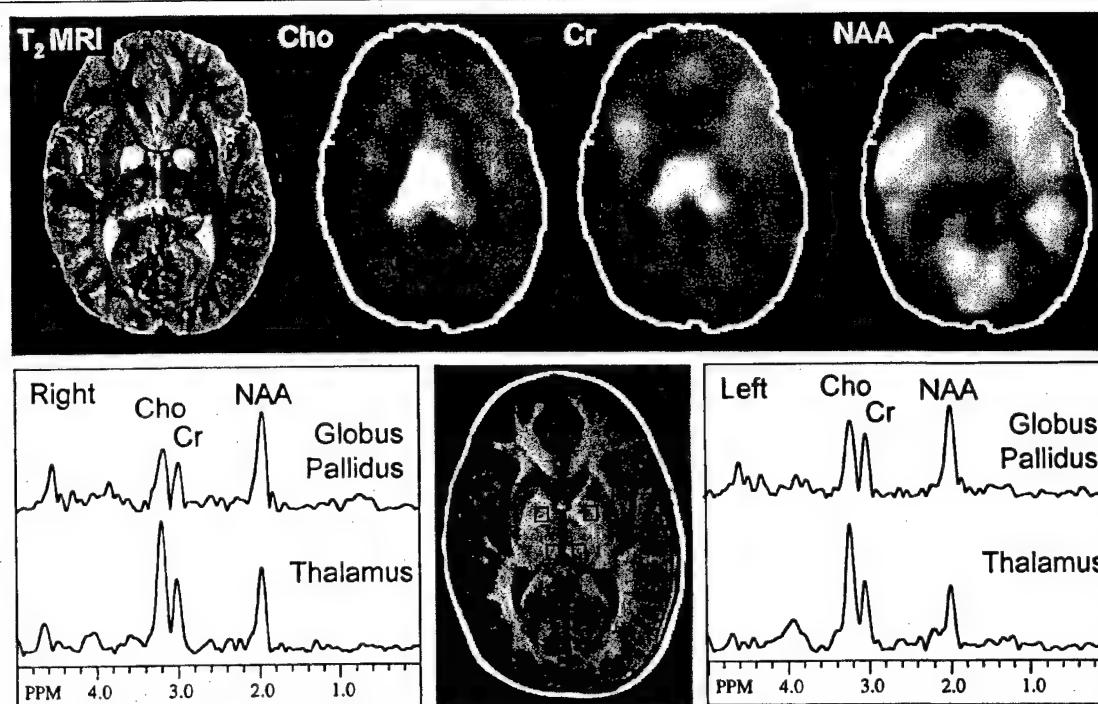 T2 MRI Cho Cr NAA
Right Cho Cr NAA
Globus Pallidus
Thalamus
PPM 4.0 3.0 2.0 1.0
Left Cho Cr NAA
Globus Pallidus
Thalamus
PPM 4.0 3.0 2.0 1.0